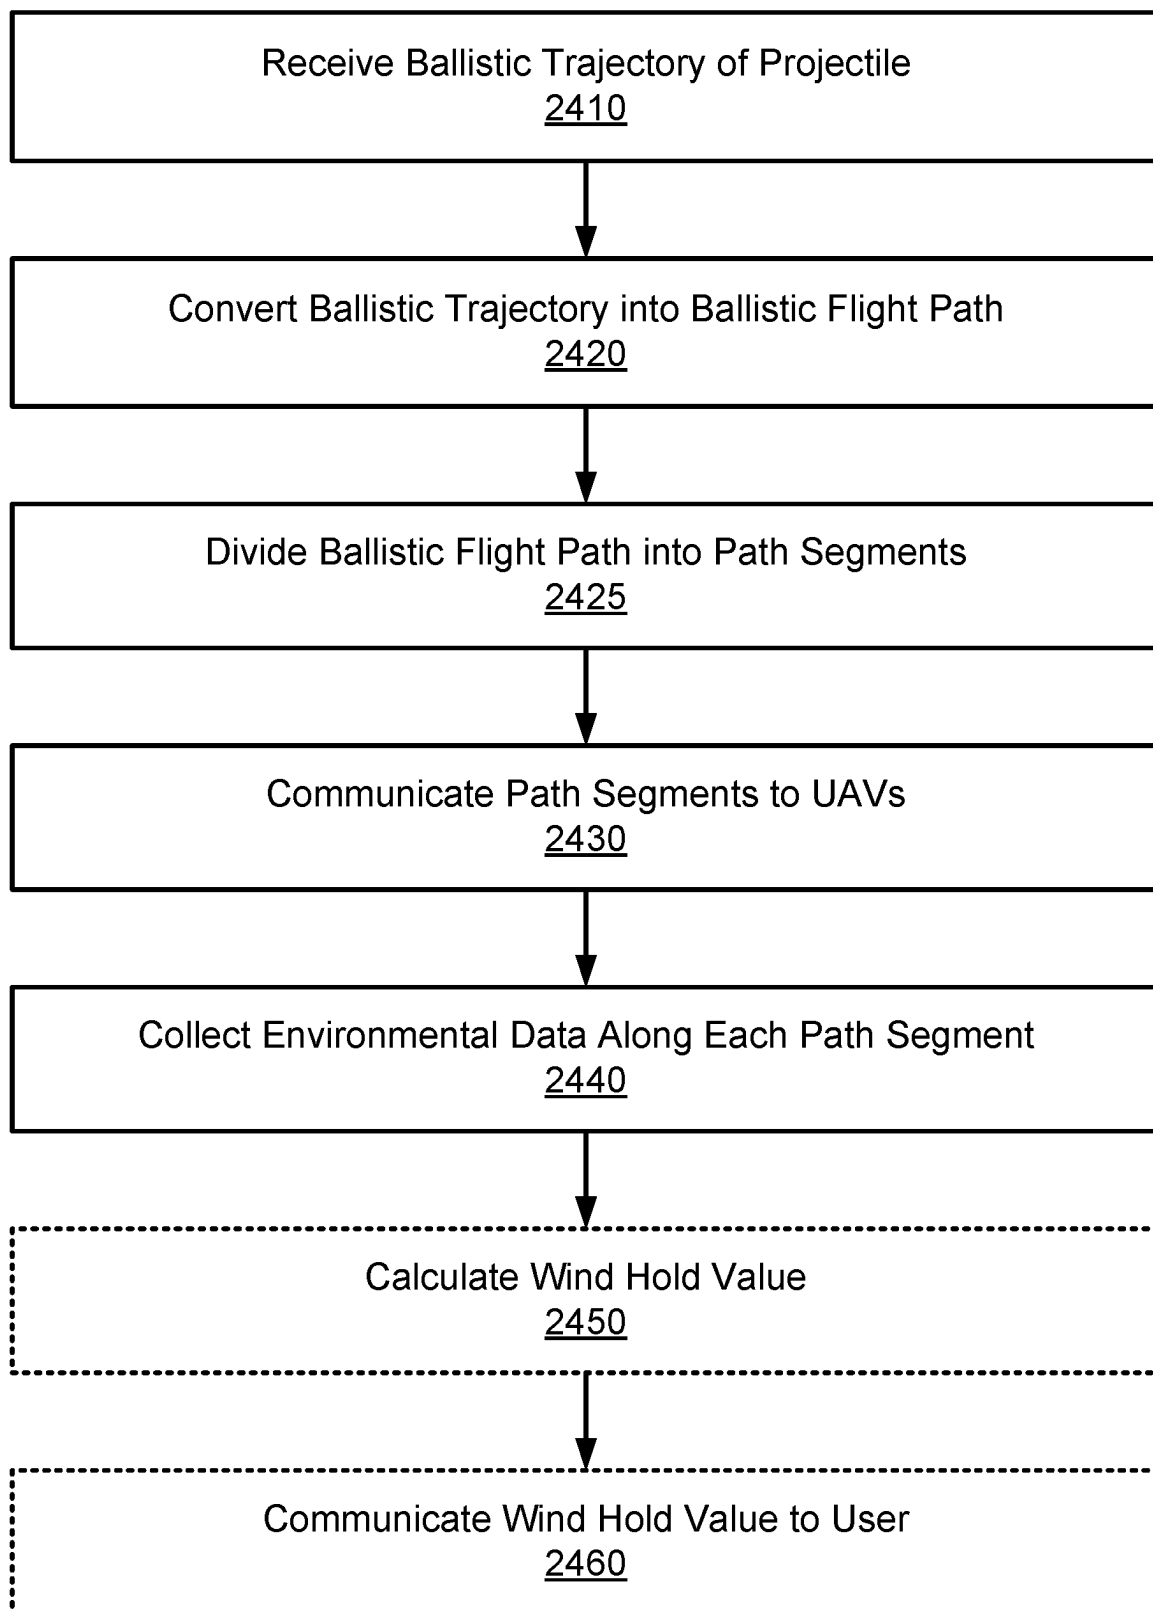 Receive Ballistic Trajectory of Projectile
2410
Convert Ballistic Trajectory into Ballistic Flight Path
2420
Divide Ballistic Flight Path into Path Segments
2425
Communicate Path Segments to UAVs
2430
Collect Environmental Data Along Each Path Segment
2440
Calculate Wind Hold Value
2450
Communicate Wind Hold Value to User
2460